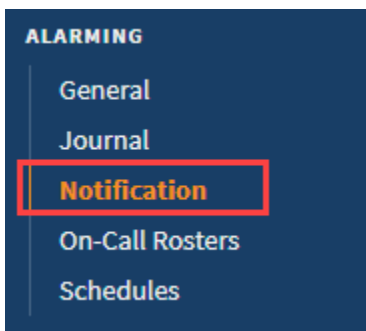 ALARMING
General
Journal
Notification
On-Call Rosters
Schedules